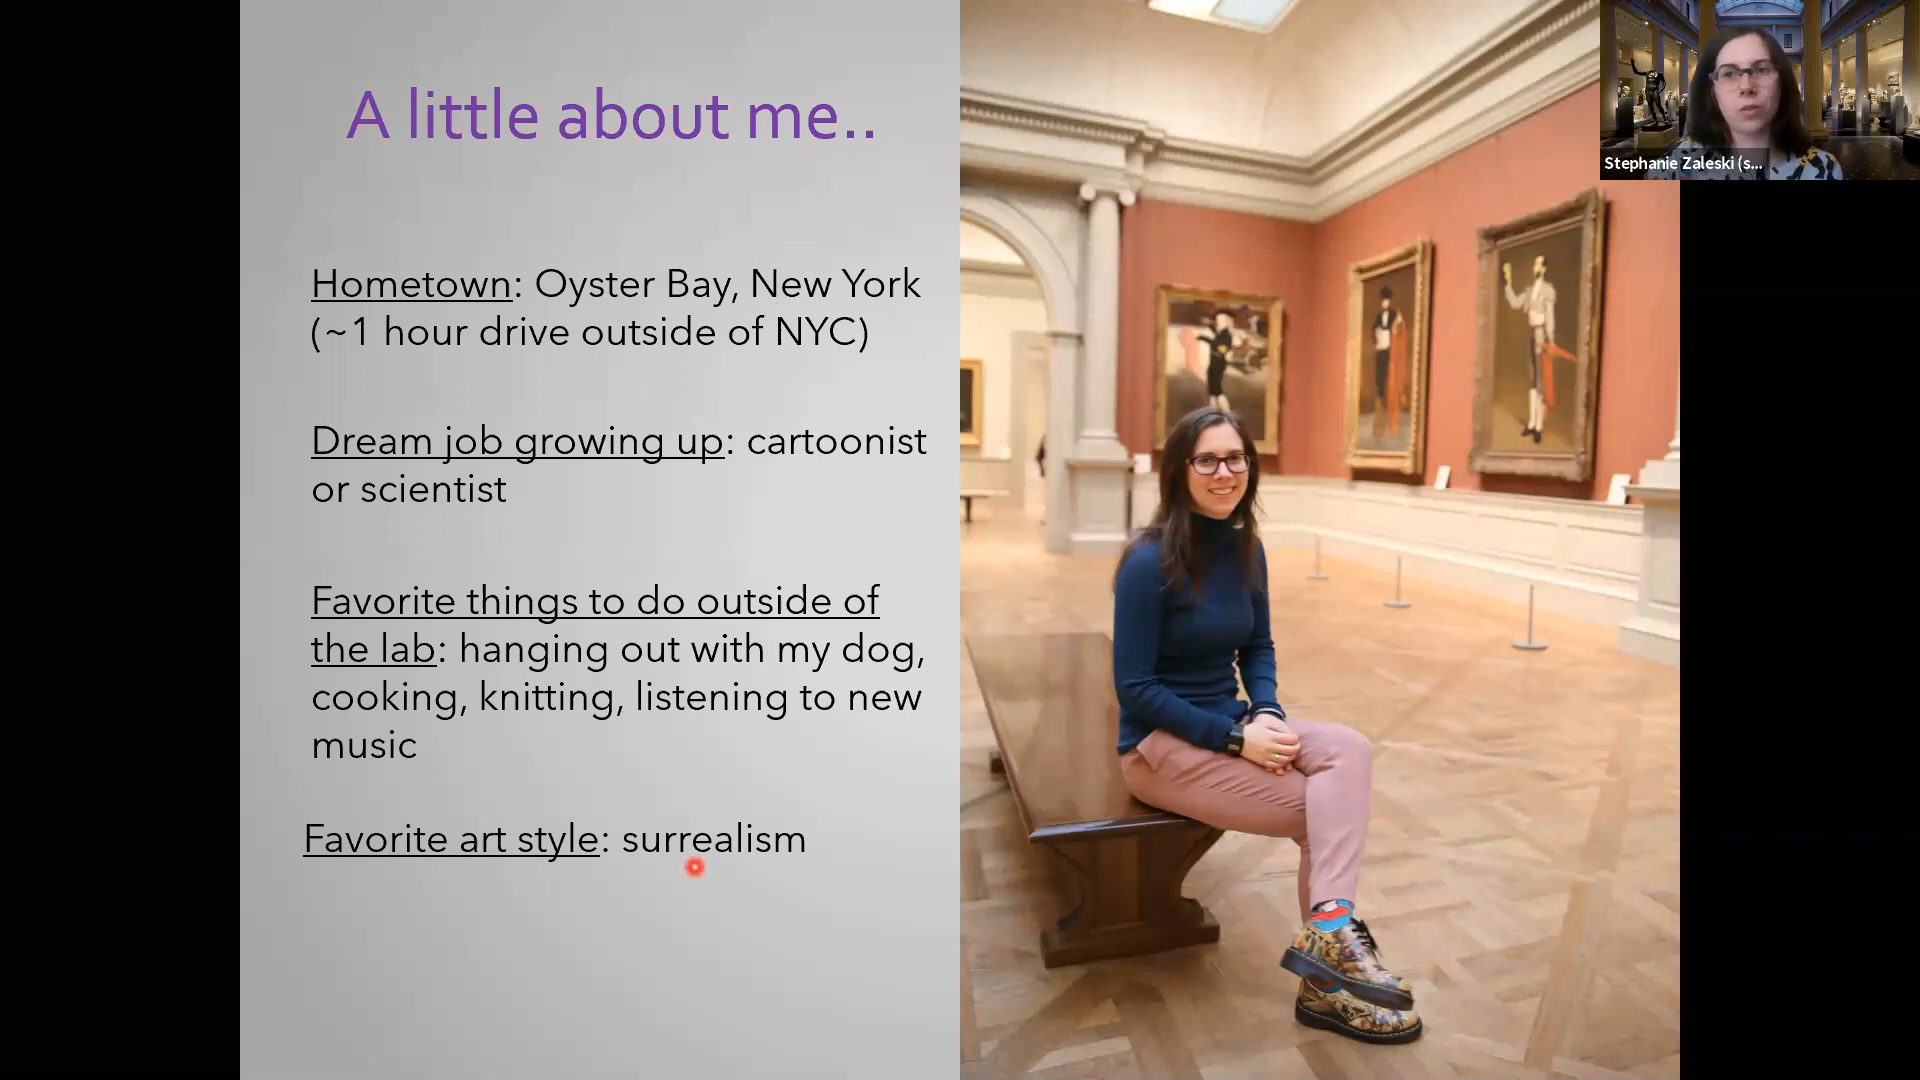 A little about me..
Hometown: Oyster Bay, New York
(~1 hour drive outside of NYC)
Dream job growing up: cartoonist
or scientist
Favorite things to do outside of
the lab: hanging out with my dog,
cooking, knitting, listening to new
music
Favorite art style: surrealism
Stephanie Zaleski (s...